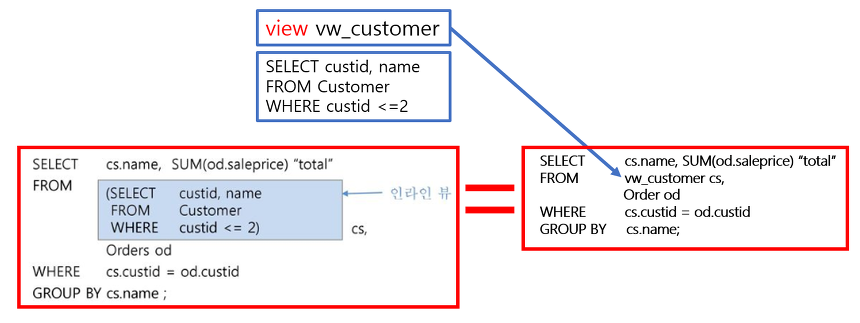 view vw_customer
SELECT custid, name
FROM Customer
WHERE custid <=2
SELECT cs.name, SUM(od.saleprice) "total"
FROM
(SELECT custid, name
FROM Customer
WHERE custid <= 2)
인라인 뷰
cs,
Orders od
WHERE cs.custid = od.custid
GROUP BY cs.name ;
SELECT cs.name, SUM(od.saleprice) "total"
FROM vw_customer cs,
Order od
WHERE cs.custid = od.custid
GROUP BY cs.name;